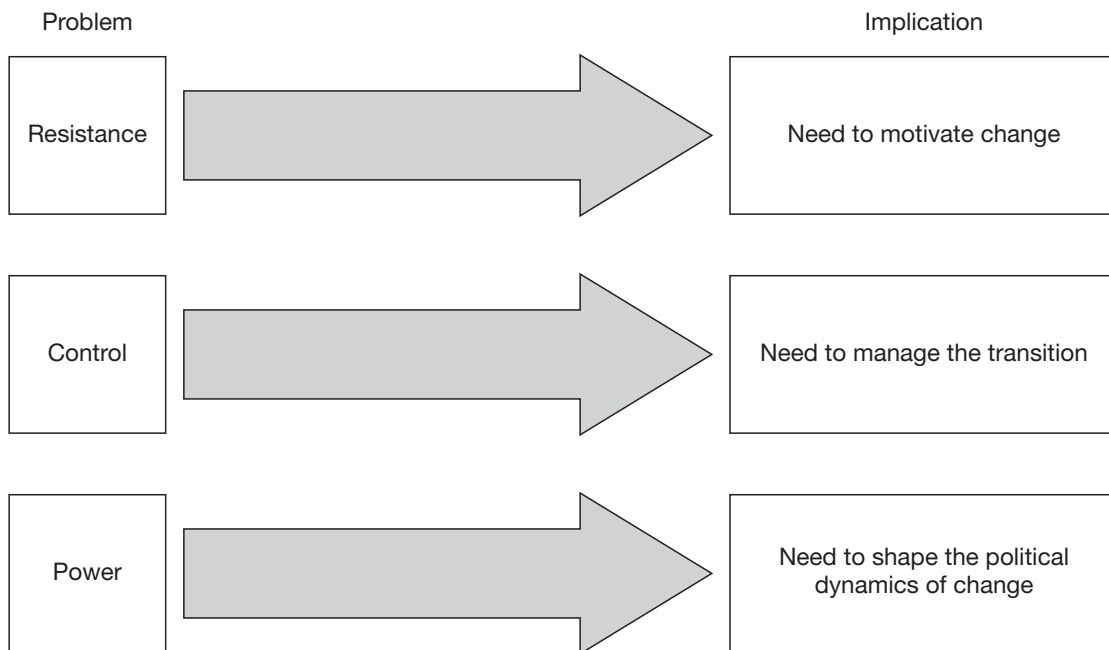 Problem
Implication
Resistance
Need to motivate change
Control
Need to manage the transition
Power
Need to shape the political
dynamics of change